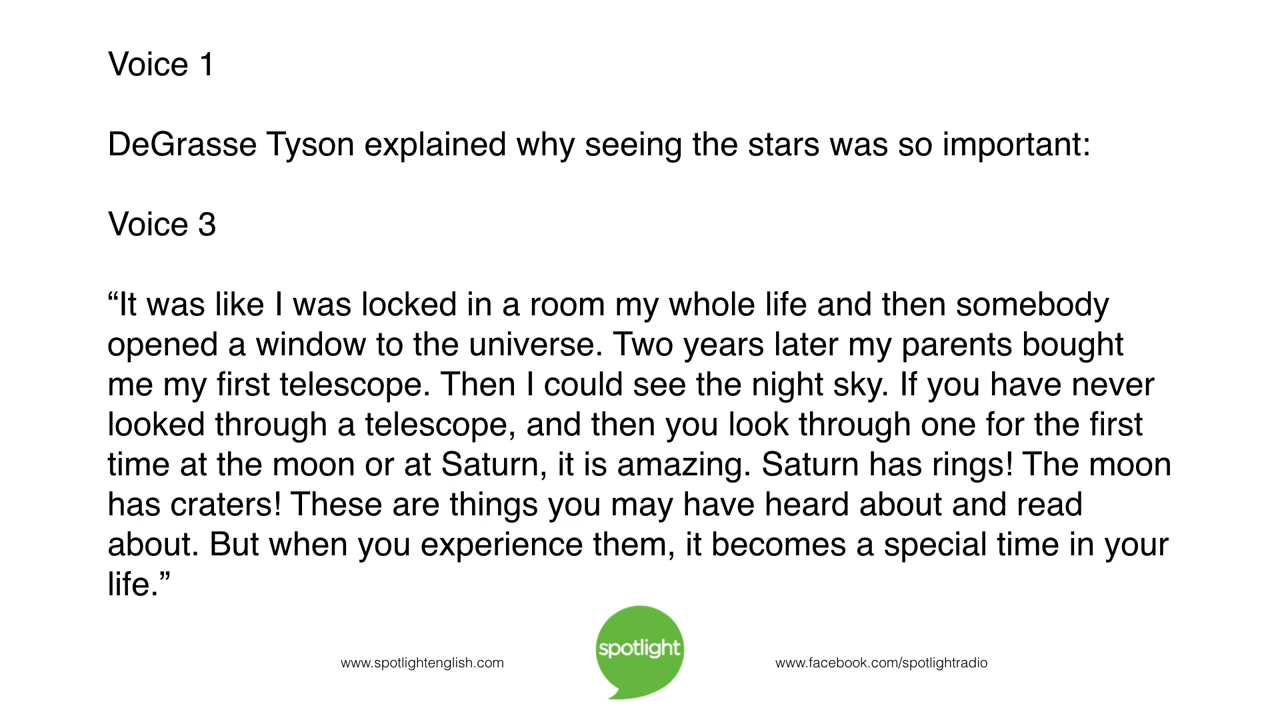 Voice 1
DeGrasse Tyson explained why seeing the stars was so important:
Voice 3
“It was like I was locked in a room my whole life and then somebody
opened a window to the universe. Two years later my parents bought
me my first telescope. Then I could see the night sky. If you have never
looked through a telescope, and then you look through one for the first
time at the moon or at Saturn, it is amazing. Saturn has rings! The moon
has craters! These are things you may have heard about and read
about. But when you experience them, it becomes a special time in your
life.”
spotlight
www.spotlightenglish.com
www.facebook.com/spotlightradio